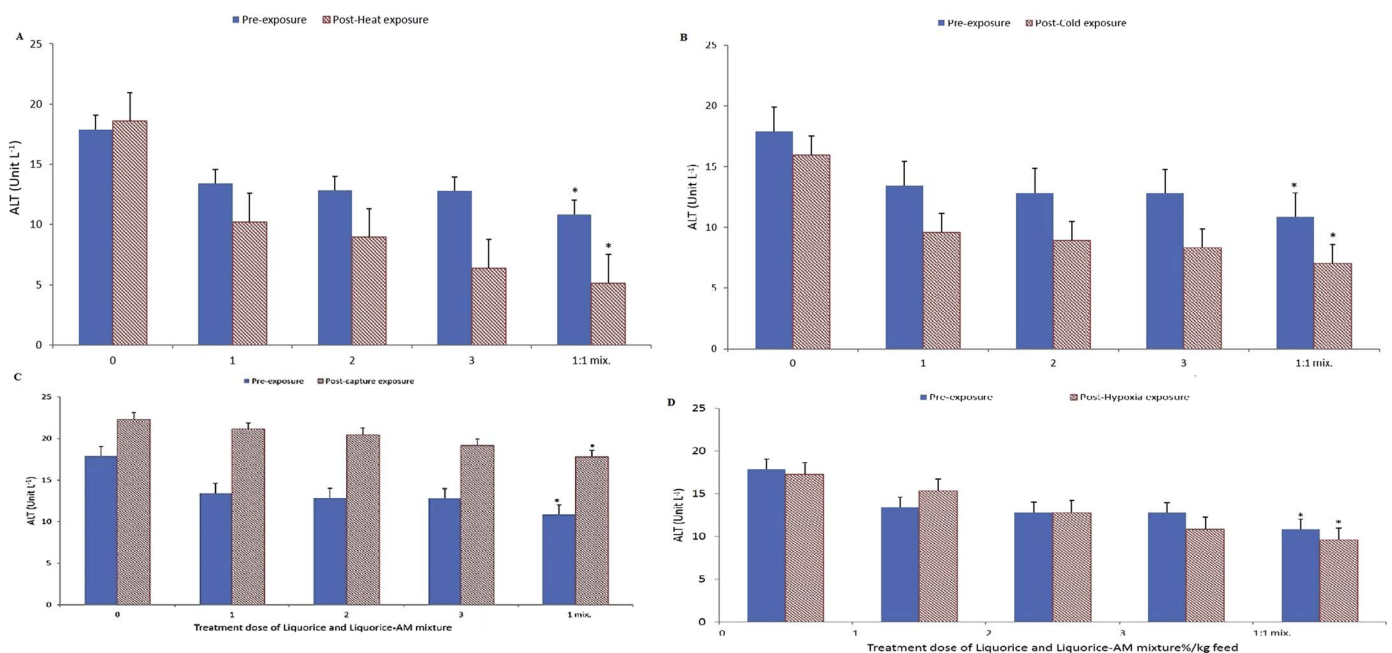 Pre-exposure Post-Heat exposure
A
25
20
15
10
5
0
ALT (Unit L-1)
* *
0 1 2 3 1:1 mix.
Pre-exposure Post-Cold exposure
B
25
20
15
10
5
0
ALT (Unit L-1)
* *
0 1 2 3 1:1 mix.
C
Pre-exposure Post-capture exposure
25
20
15
10
5
0
ALT (Unit L-1)
* *
0 1 2 3 1 mix.
Treatment dose of Liquorice and Liquorice-AM mixture
D
Pre-exposure Post-Hypoxia exposure
25
20
15
10
5
0
ALT (Unit L-1)
* *
0 1 2 3 1:1 mix.
Treatment dose of Liquorice and Liquorice-AM mixture%/kg feed